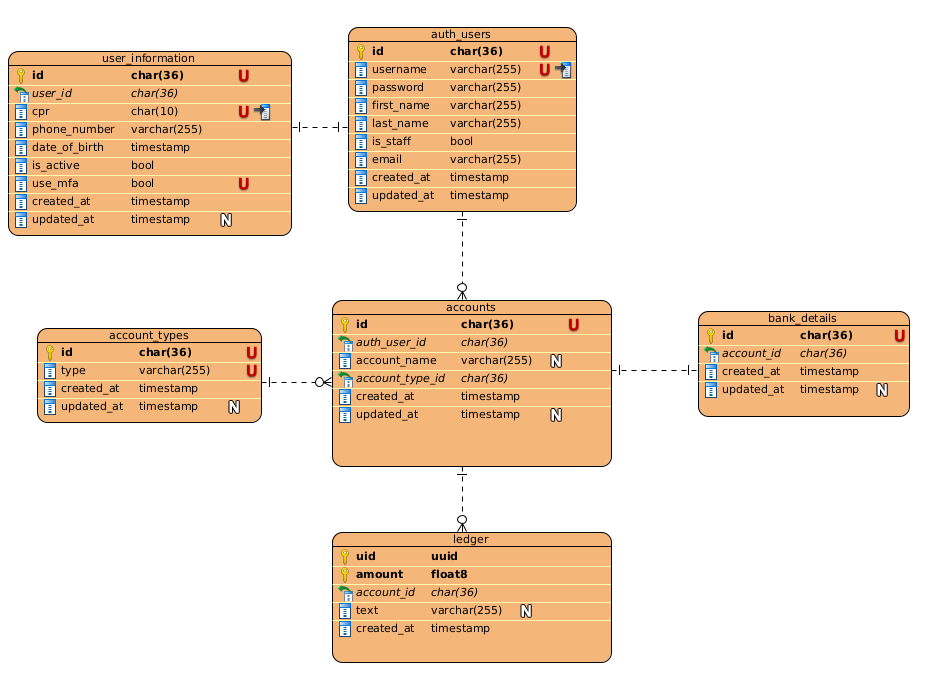 auth_users
id char(36) U
username varchar(255) U
password varchar(255)
first_name varchar(255)
last_name varchar(255)
is_staff bool
email varchar(255)
created_at timestamp
updated_at timestamp
user_information
id char(36) U
user_id char(36)
cpr char(10) U
phone_number varchar(255)
date_of_birth timestamp
is_active bool
use_mfa bool U
created_at timestamp
updated_at timestamp N
accounts
id char(36) U
auth_user_id char(36)
account_name varchar(255) N
account_type_id char(36)
created_at timestamp
updated_at timestamp N
account_types
id char(36) U
type varchar(255) U
created_at timestamp
updated_at timestamp N
bank_details
id char(36) U
account_id char(36)
created_at timestamp
updated_at timestamp N
ledger
uid uuid
amount float8
account_id char(36)
text varchar(255) N
created_at timestamp